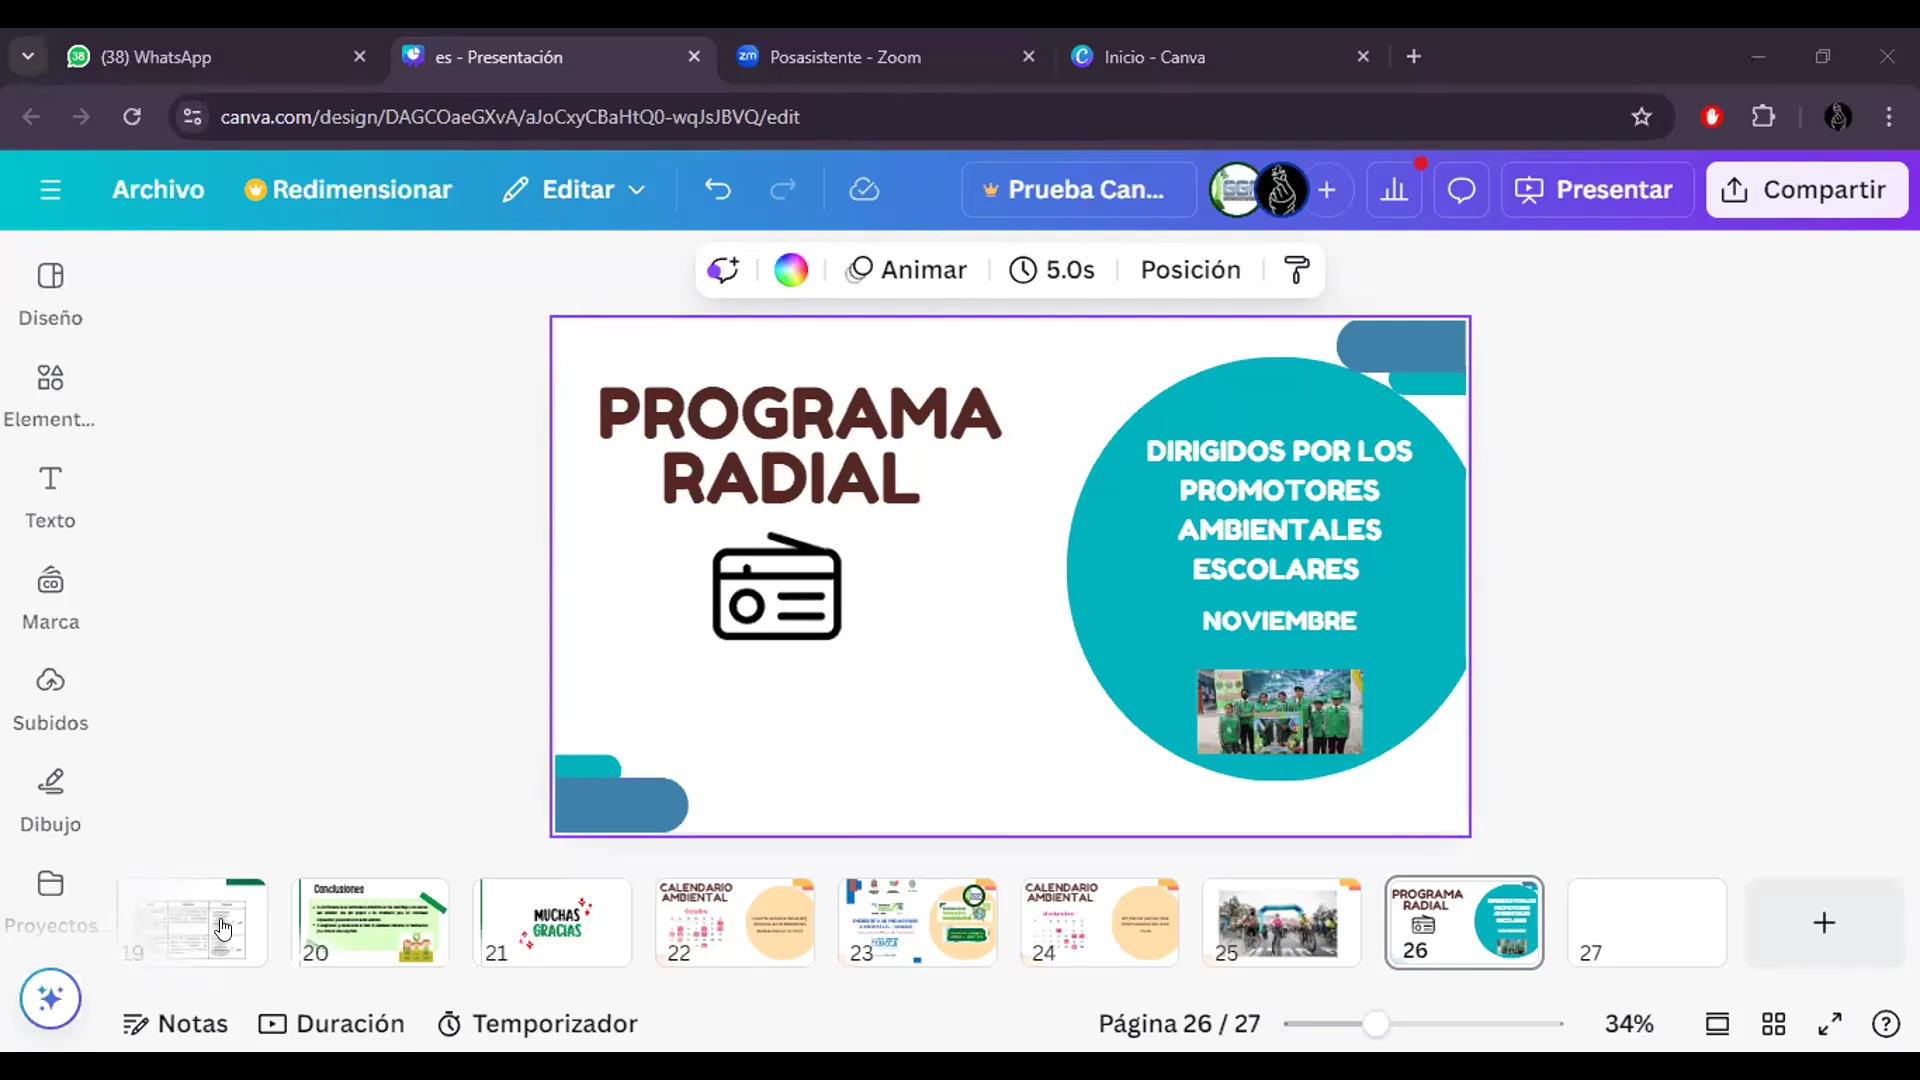 (38) WhatsApp
es - Presentación
zm
Posasistente - Zoom
Inicio - Canva
canva.com/design/DAGCOaeGXvA/aJoCxyCBaHtQ0-wqJsJBVQ/edit
Archivo
Redimensionar
Editar
Prueba Can...
Presentar
Compartir
Animar
5.0s
Posición
Diseño
Element...
Texto
Marca
Subidos
Dibujo
Proyectos
PROGRAMA
RADIAL
DIRIGIDOS POR LOS
PROMOTORES
AMBIENTALES
ESCOLARES
NOVIEMBRE
19
Conclusiones
20
MUCHAS
GRACIAS
21
CALENDARIO
AMBIENTAL
22
23
CALENDARIO
AMBIENTAL
24
25
PROGRAMA
RADIAL
26
27
Notas
Duración
Temporizador
Página 26 / 27
34%